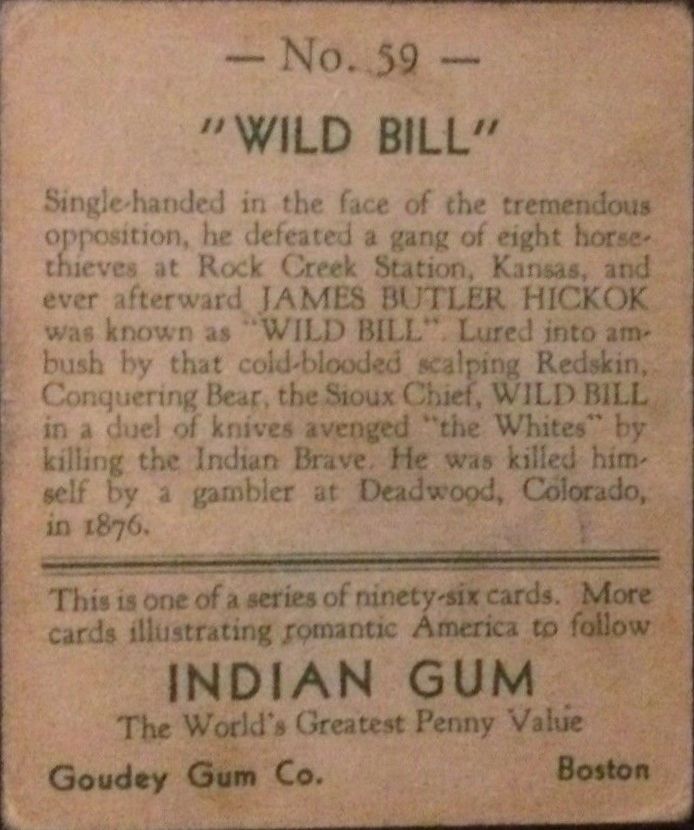 — No. 59 —
"WILD BILL"
Single-handed in the face of the tremendous
opposition, he defeated a gang of eight horse-
thieves at Rock Creek Station, Kansas, and
ever afterward JAMES BUTLER HICKOK
was known as "WILD BILL". Lured into am-
bush by that cold-blooded scalping Redskin,
Conquering Bear, the Sioux Chief, WILD BILL
in a duel of knives avenged "the Whites" by
killing the Indian Brave. He was killed him-
self by a gambler at Deadwood, Colorado,
in 1876.
This is one of a series of ninety-six cards. More
cards illustrating romantic America to follow
INDIAN GUM
The World's Greatest Penny Value
Goudey Gum Co. Boston